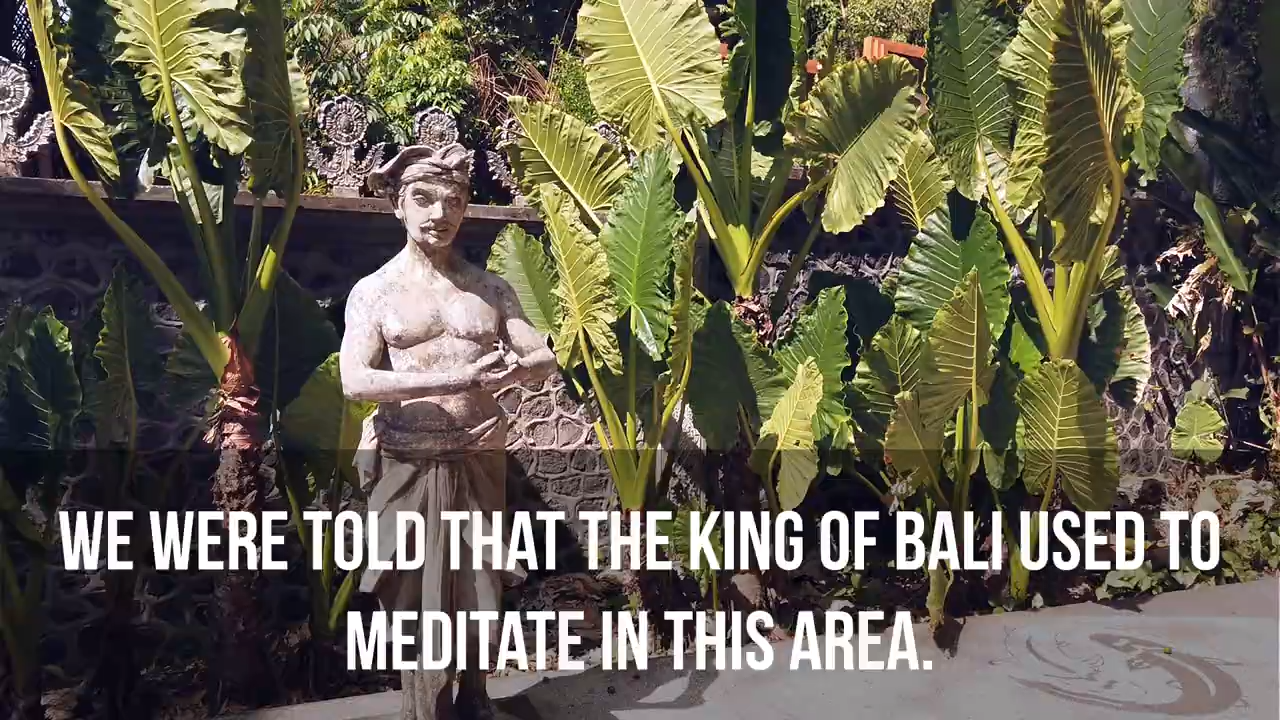 WE WERE TOLD THAT THE KING OF BALI USED TO
MEDITATE IN THIS AREA.